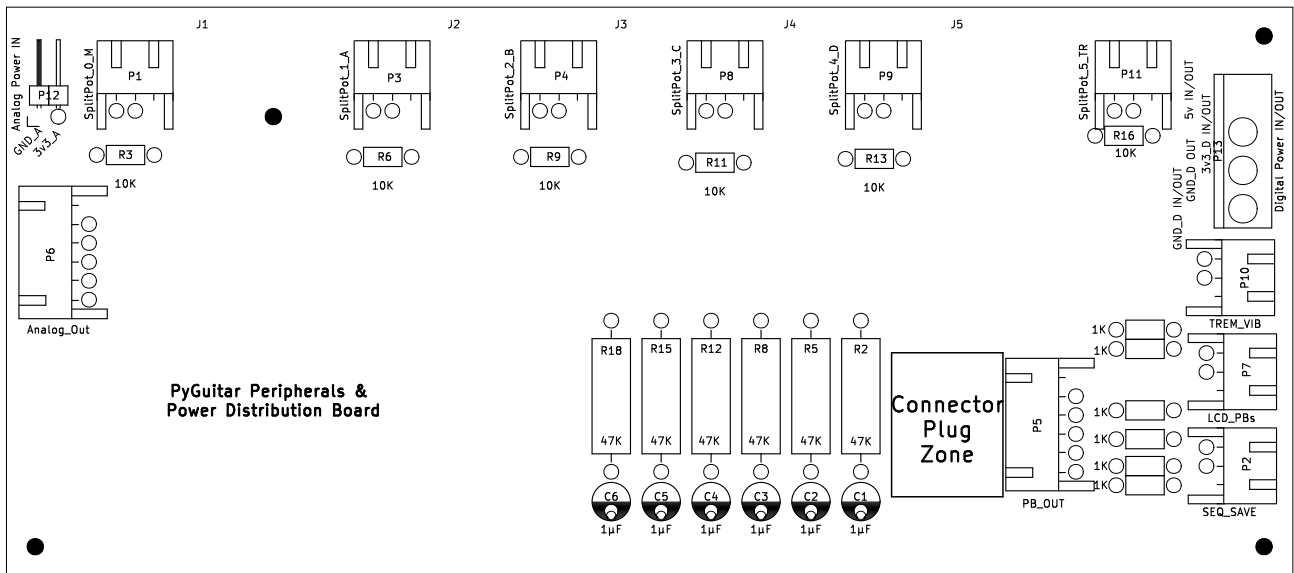 J1
J2
J3
J4
J5
Analog Power IN
P12
GND_A
3v3_A
SplitPot_0_M
P1
R3
10K
SplitPot_1_A
P3
R6
10K
SplitPot_2_B
P4
R9
10K
SplitPot_3_C
P8
R11
10K
SplitPot_4_D
P9
R13
10K
SplitPot_5_TR
P11
R16
10K
GND_D IN/OUT
GND_D OUT
3v3_D IN/OUT
5v IN/OUT
P13
Digital Power IN/OUT
P6
Analog_Out
P10
TREM_VIB
P7
LCD_PBs
P2
SEQ_SAVE
1K
1K
1K
1K
1K
1K
PyGuitar Peripherals &
Power Distribution Board
R18
R15
R12
R8
R5
R2
47K
47K
47K
47K
47K
47K
C6
C5
C4
C3
C2
C1
1µF
1µF
1µF
1µF
1µF
1µF
Connector
Plug
Zone
P5
PB_OUT